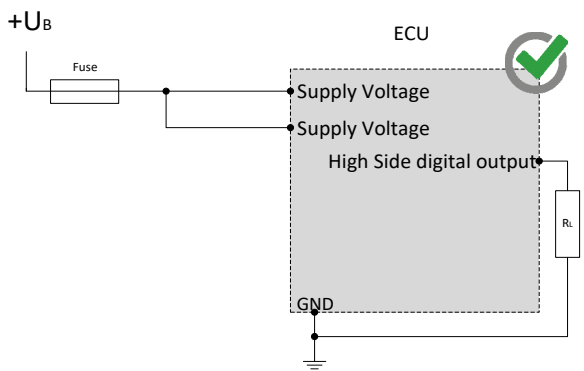 +UB
ECU
Fuse
Supply Voltage
Supply Voltage
High Side digital output
RL
GND